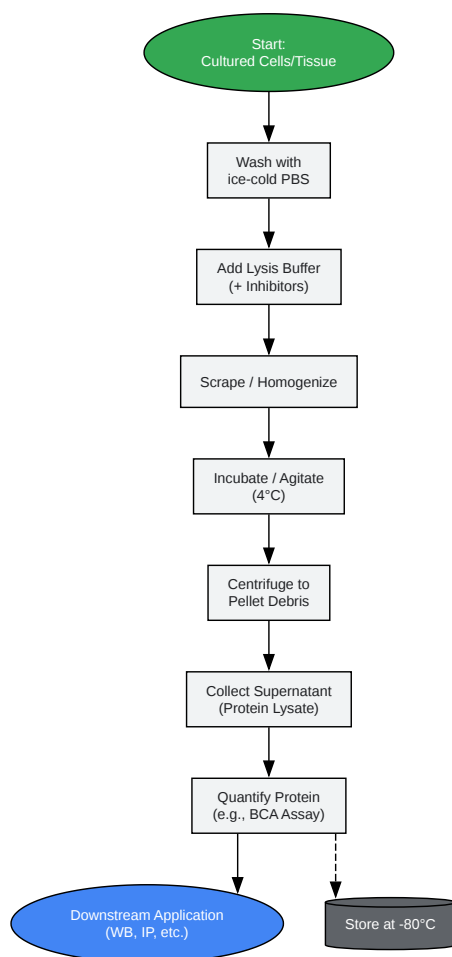 Start:
Cultured Cells/Tissue
Wash with
ice-cold PBS
Add Lysis Buffer
(+ Inhibitors)
Scrape / Homogenize
Incubate / Agitate
(4°C)
Centrifuge to
Pellet Debris
Collect Supernatant
(Protein Lysate)
Quantify Protein
(e.g., BCA Assay)
Downstream Application
(WB, IP, etc.)
Store at -80°C